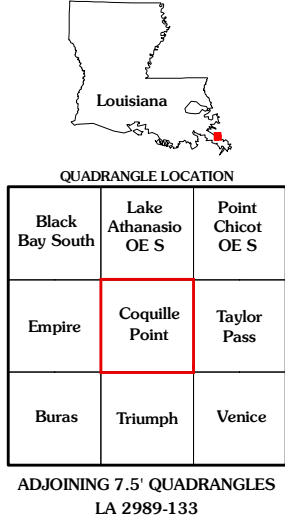 Louisiana
QUADRANGLE LOCATION
Black
Bay South
Lake
Athanasio
OE S
Point
Chicot
OE S
Empire
Coquille
Point
Taylor
Pass
Buras
Triumph
Venice
ADJOINING 7.5' QUADRANGLES
LA 2989-133